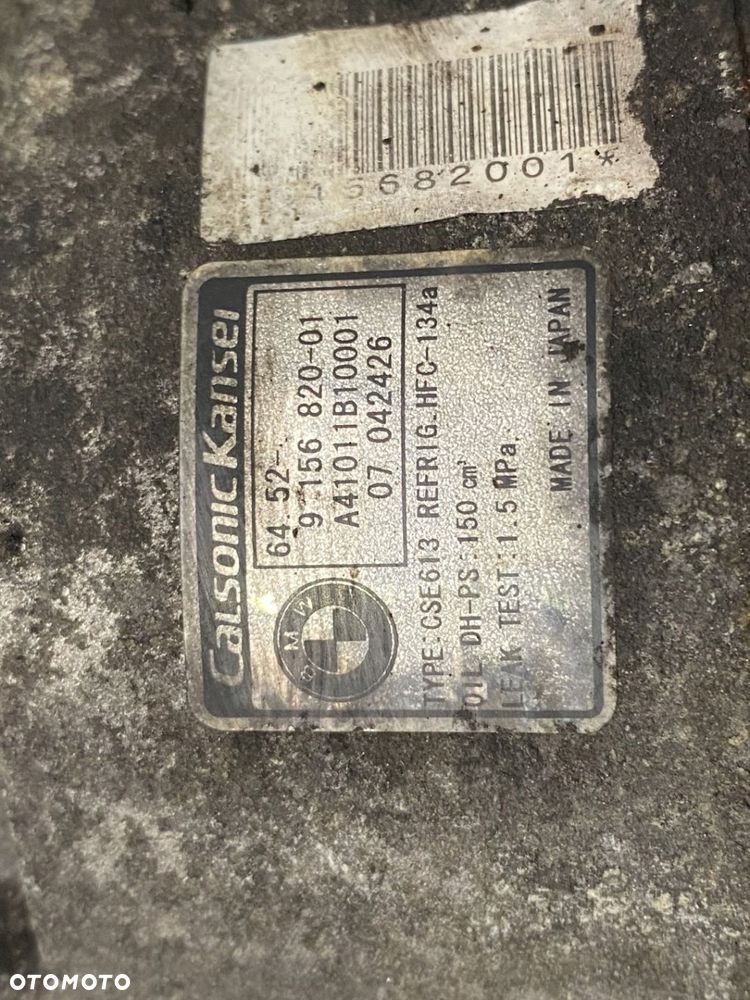 15682001*
CalsonicKansei
64 52-
9 156 820-01
A41011B10001
07 042426
BMW
TYPE:CSE613 REFRIG.HFC-134a
OIL DH-PS:150 cm³
LEAK TEST:1.5 MPa
MADE IN JAPAN
OTOMOTO